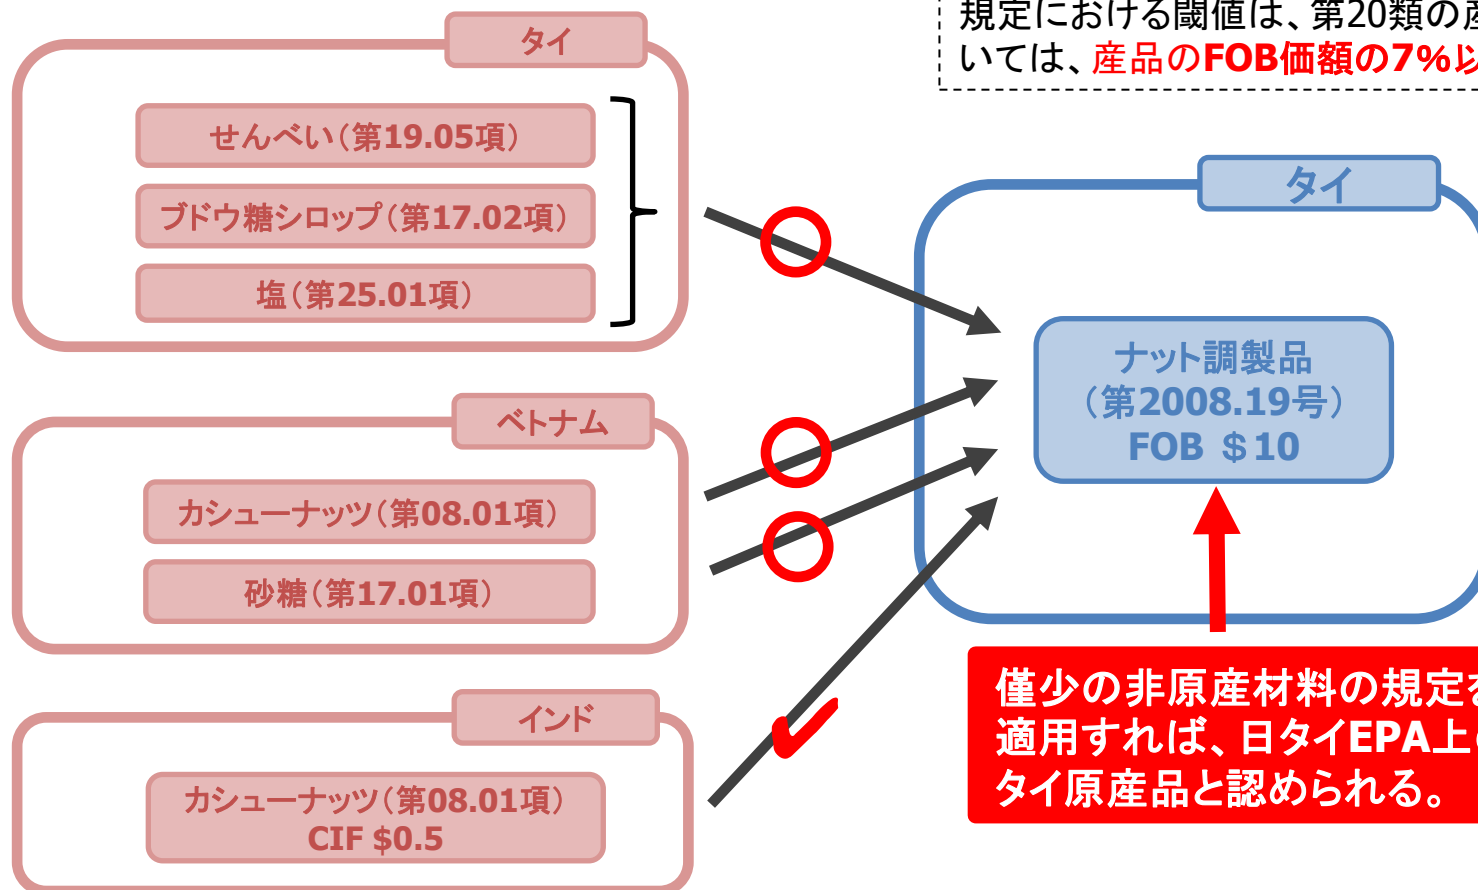 規定における閾値は、第20類の
いては、産品のFOB価額の7%以
タイ
せんべい（第19.05項）
ブドウ糖シロップ（第17.02項）
塩（第25.01項）
タイ
ナット調製品
（第2008.19号）
FOB ＄10
ベトナム
カシューナッツ（第08.01項）
砂糖（第17.01項）
インド
カシューナッツ（第08.01項）
CIF $0.5
僅少の非原産材料の規定を
適用すれば、日タイEPA上の
タイ原産品と認められる。